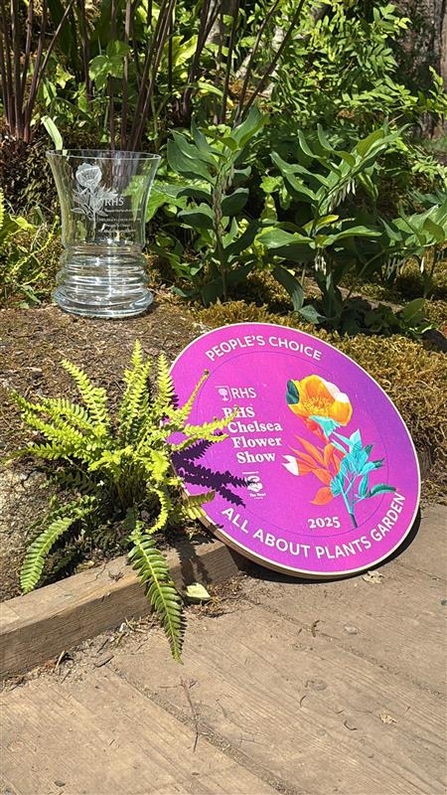 RHS
PEOPLE'S CHOICE
RHS
RHS
Chelsea
Flower
Show
2025
ALL ABOUT PLANTS GARDEN